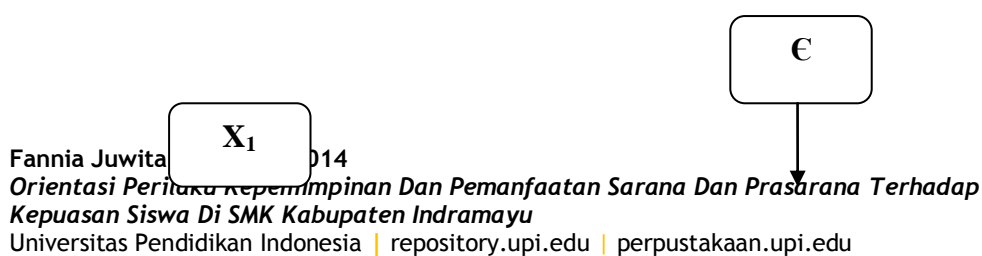 Є
X₁
Fannia Juwita 014
Orientasi Perilaku Kepemimpinan Dan Pemanfaatan Sarana Dan Prasarana Terhadap
Kepuasan Siswa Di SMK Kabupaten Indramayu
Universitas Pendidikan Indonesia | repository.upi.edu | perpustakaan.upi.edu